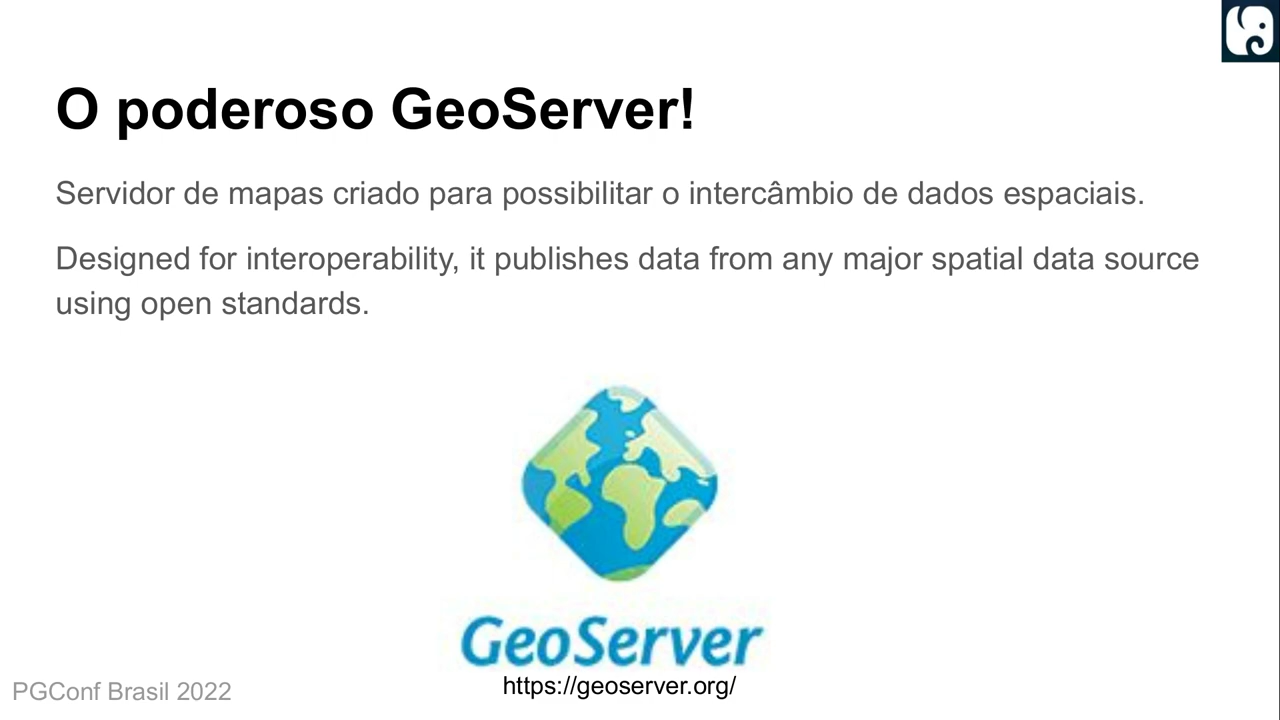 O poderoso GeoServer!
Servidor de mapas criado para possibilitar o intercâmbio de dados espaciais.
Designed for interoperability, it publishes data from any major spatial data source
using open standards.
GeoServer
https://geoserver.org/
PGConf Brasil 2022